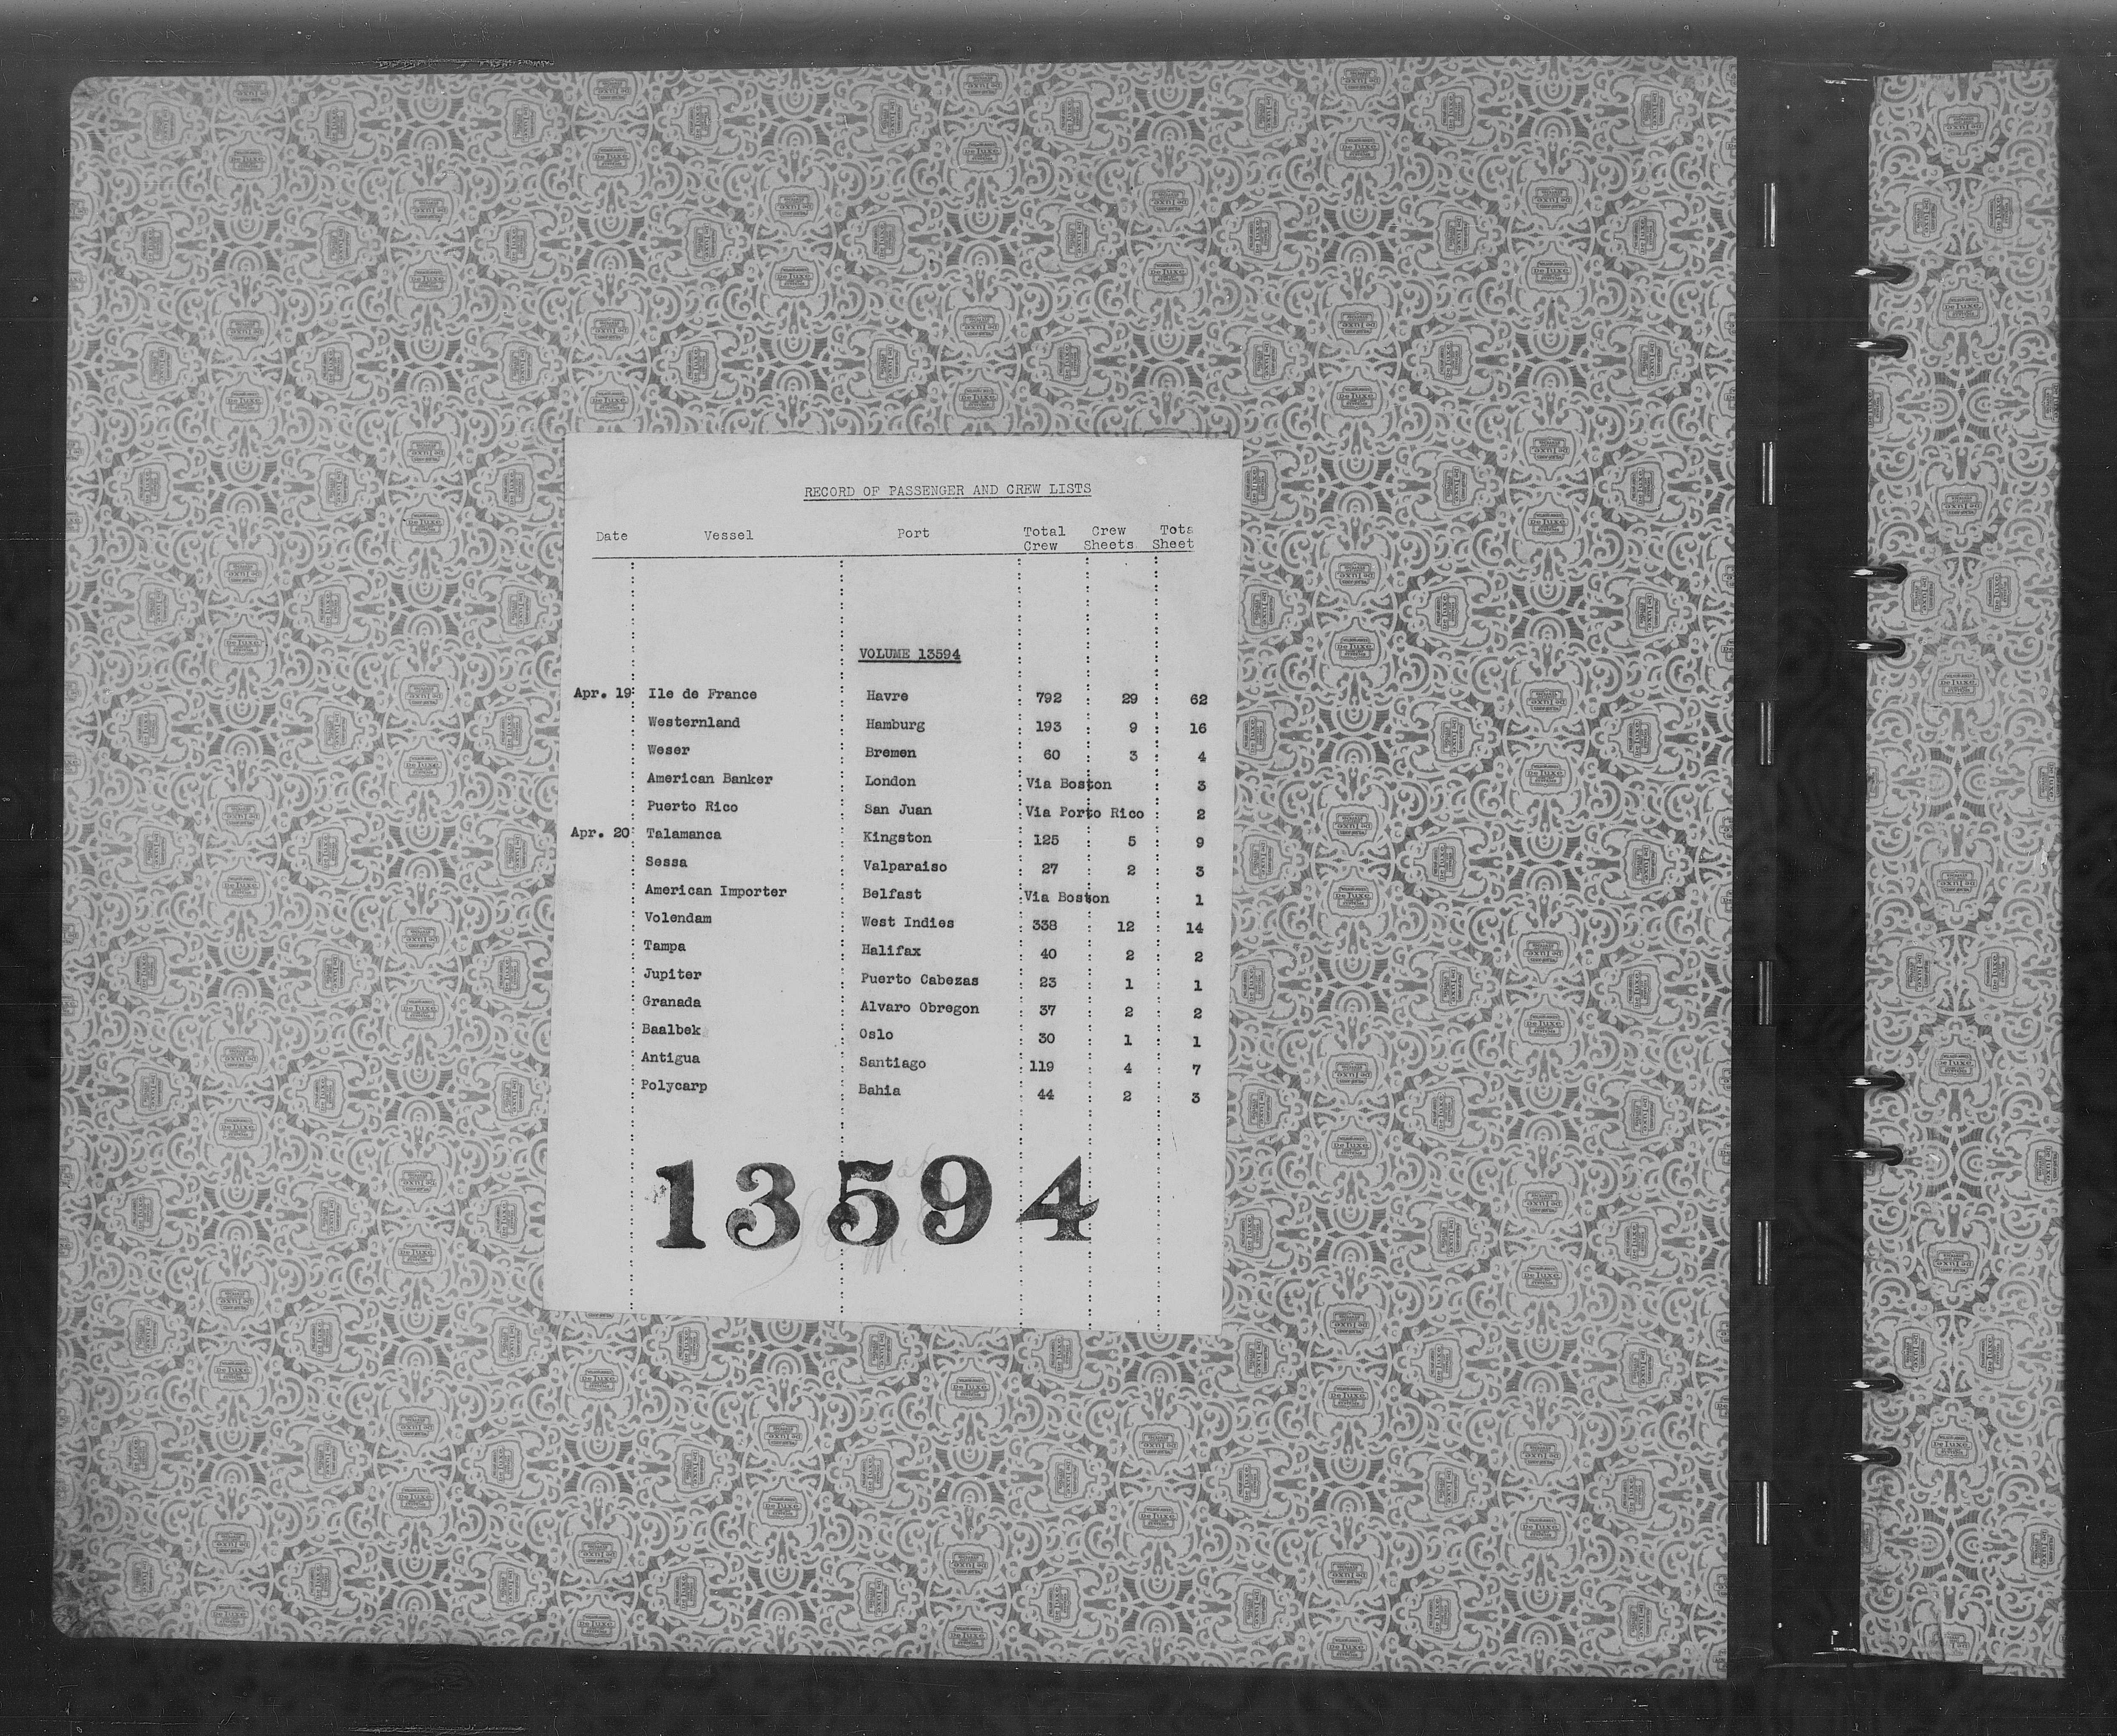 RECORD OF PASSENGER AND CREW LISTS
Date Vessel Port Total Crew Tota
Crew Sheets Sheet
VOLUME 13594
Apr. 19 Ile de France Havre 792 29 62
Westernland Hamburg 193 9 16
Weser Bremen 60 3 4
American Banker London Via Boston 3
Puerto Rico San Juan Via Porto Rico 2
Apr. 20 Talamanca Kingston 125 5 9
Sessa Valparaiso 27 2 3
American Importer Belfast Via Boston 1
Volendam West Indies 338 12 14
Tampa Halifax 40 2 2
Jupiter Puerto Cabezas 23 1 1
Granada Alvaro Obregon 37 2 2
Baalbek Oslo 30 1 1
Antigua Santiago 119 4 7
Polycarp Bahia 44 2 3
13594